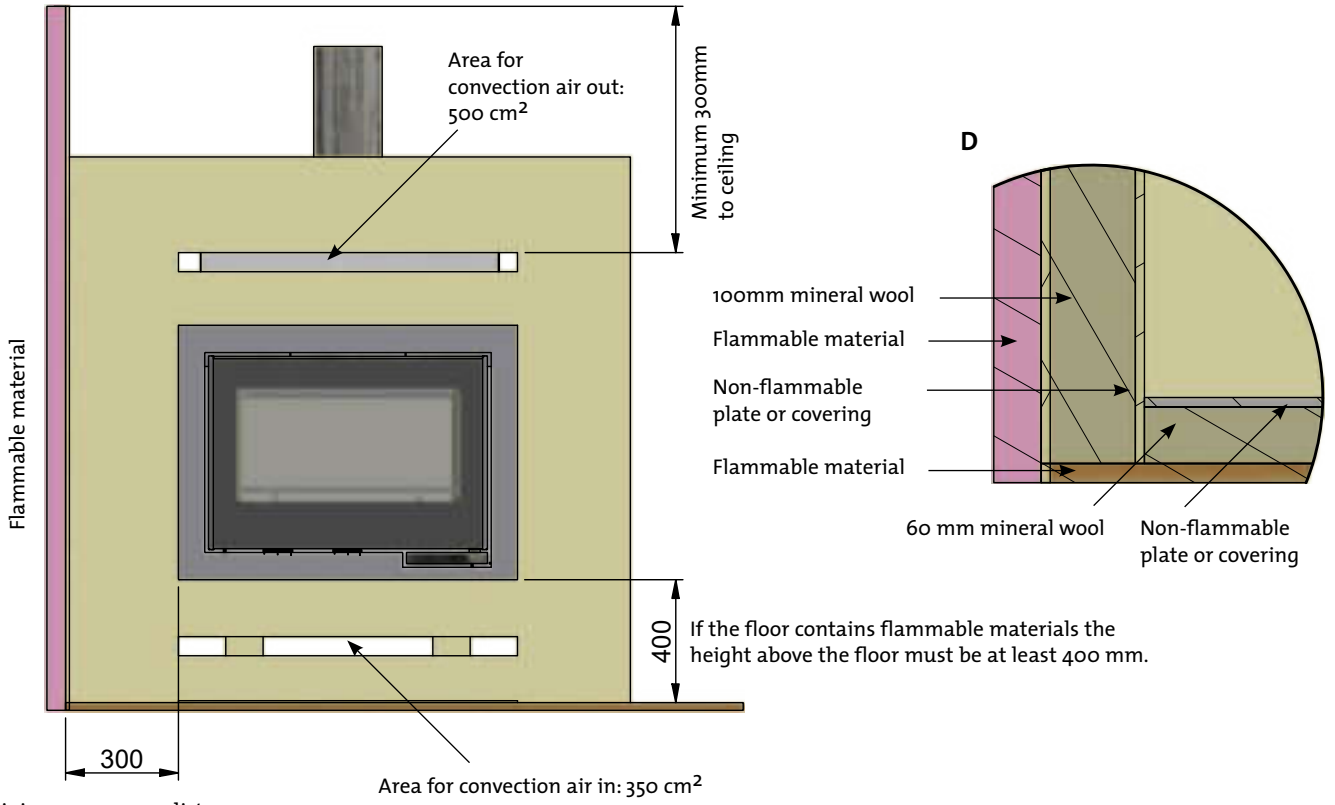 Area for
convection air out:
500 cm²
Minimum 300mm
to ceiling
D
100mm mineral wool
Flammable material
Flammable material
Non-flammable
plate or covering
Flammable material
60 mm mineral wool
Non-flammable
plate or covering
400
If the floor contains flammable materials the
height above the floor must be at least 400 mm.
300
Area for convection air in: 350 cm²